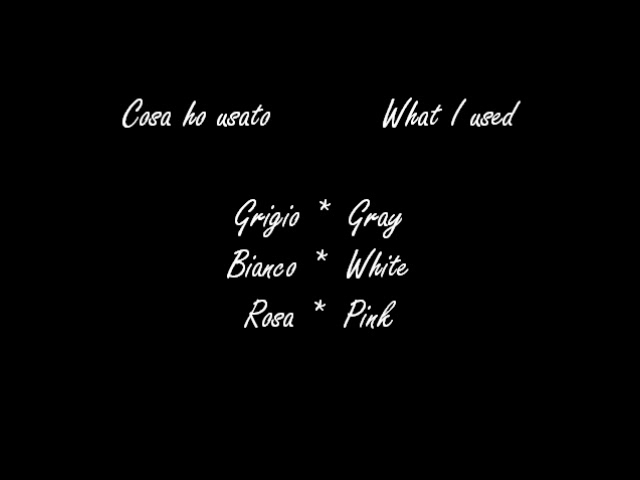 Cosa ho usato What I used
Grigio * Gray
Bianco * White
Rosa * Pink